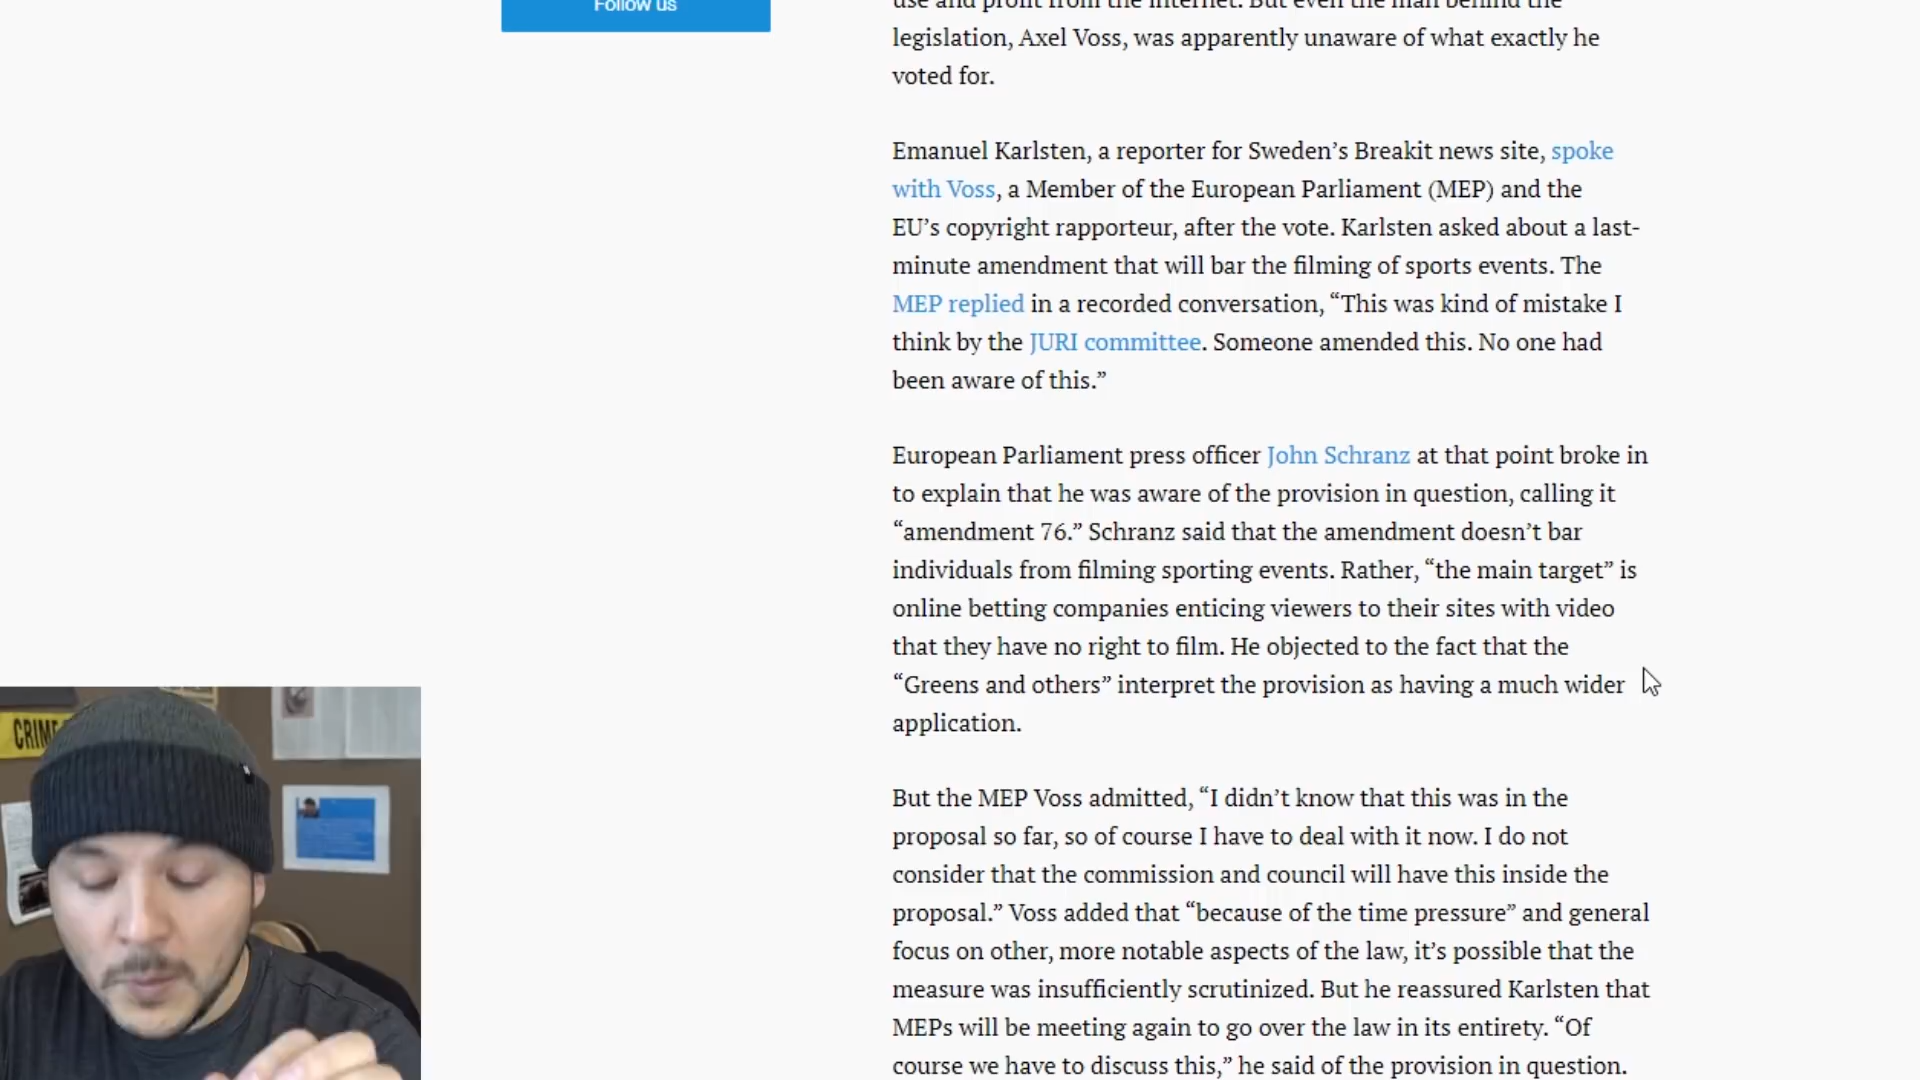 Follow us
use and profit from the internet. But even the man behind the
legislation, Axel Voss, was apparently unaware of what exactly he
voted for.
Emanuel Karlsten, a reporter for Sweden’s Breakit news site, spoke
with Voss, a Member of the European Parliament (MEP) and the
EU’s copyright rapporteur, after the vote. Karlsten asked about a last-
minute amendment that will bar the filming of sports events. The
MEP replied in a recorded conversation, “This was kind of mistake I
think by the JURI committee. Someone amended this. No one had
been aware of this.”
European Parliament press officer John Schranz at that point broke in
to explain that he was aware of the provision in question, calling it
“amendment 76.” Schranz said that the amendment doesn’t bar
individuals from filming sporting events. Rather, “the main target” is
online betting companies enticing viewers to their sites with video
that they have no right to film. He objected to the fact that the
“Greens and others” interpret the provision as having a much wider
application.
But the MEP Voss admitted, “I didn’t know that this was in the
proposal so far, so of course I have to deal with it now. I do not
consider that the commission and council will have this inside the
proposal.” Voss added that “because of the time pressure” and general
focus on other, more notable aspects of the law, it’s possible that the
measure was insufficiently scrutinized. But he reassured Karlsten that
MEPs will be meeting again to go over the law in its entirety. “Of
course we have to discuss this,” he said of the provision in question.
CRIME